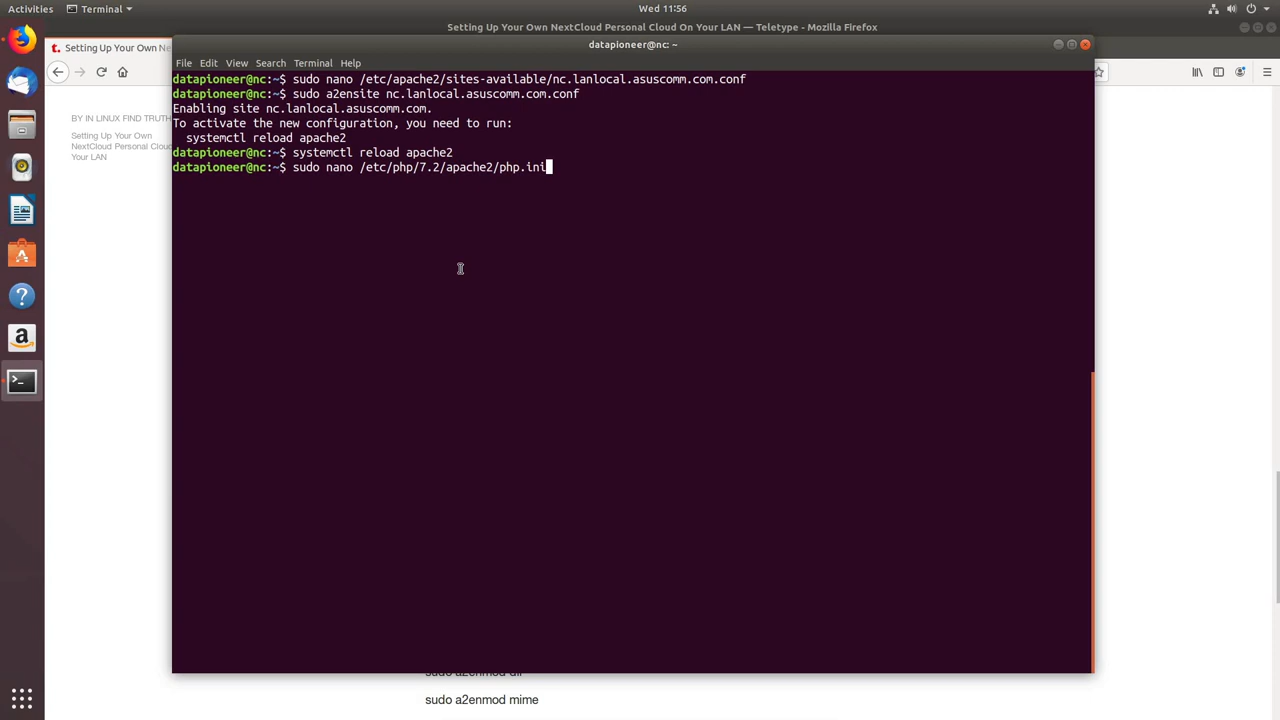 Activities
Terminal
Wed 11:56
Setting Up Your Own NextCloud Personal Cloud On Your LAN — Teletype - Mozilla Firefox
t. Setting Up Your Own Ne
datapioneer@nc: ~
File Edit View Search Terminal Help
datapioneer@nc:~$ sudo nano /etc/apache2/sites-available/nc.lanlocal.asuscomm.com.conf
datapioneer@nc:~$ sudo a2ensite nc.lanlocal.asuscomm.com.conf
Enabling site nc.lanlocal.asuscomm.com.
To activate the new configuration, you need to run:
systemctl reload apache2
datapioneer@nc:~$ systemctl reload apache2
datapioneer@nc:~$ sudo nano /etc/php/7.2/apache2/php.ini
BY IN LINUX FIND TRUTH
Setting Up Your Own
NextCloud Personal Cloud
Your LAN
sudo a2enmod dir
sudo a2enmod mime